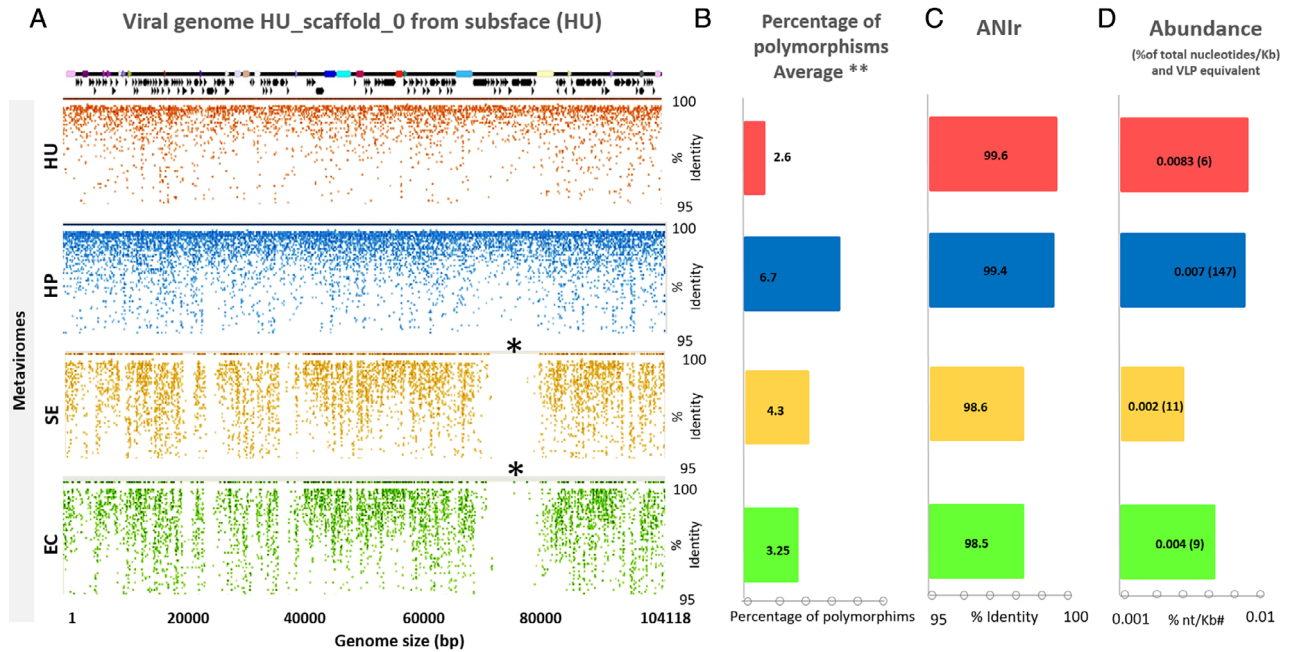 A
Viral genome HU_scaffold_0 from subsface (HU)
B
Percentage of
polymorphisms
Average **
C
ANIr
D
Abundance
(%of total nucleotides/Kb)
and VLP equivalent
Metaviromes
HU
100
%
Identity
95
2.6
99.6
0.0083 (6)
HP
100
%
Identity
95
6.7
99.4
0.007 (147)
*
SE
100
%
Identity
95
4.3
98.6
0.002 (11)
*
EC
100
%
Identity
95
3.25
98.5
0.004 (9)
1
20000
40000
60000
80000
104118
Genome size (bp)
Percentage of polymorphims
95
% Identity
100
0.001
% nt/Kb#
0.01